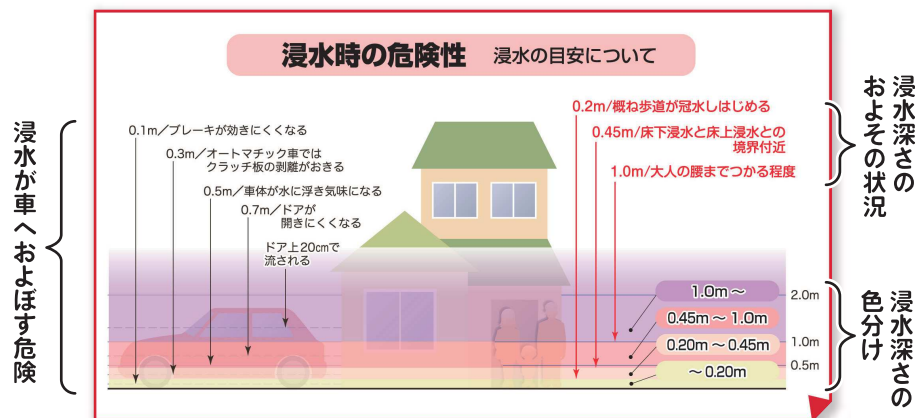 浸水時の危険性 浸水の目安について
浸水が車へおよぼす危険
0.1m/ブレーキが効きにくくなる
0.3m/オートマチック車では
クラッチ板の剥離がおきる
0.5m/車体が水に浮き気味になる
0.7m/ドアが
開きにくくなる
ドア上20cmで
流される
0.2m/概ね歩道が冠水しはじめる
0.45m/床下浸水と床上浸水との
境界付近
1.0m/大人の腰までつかる程度
浸水深さの
およその状況
1.0m~
0.45m~1.0m
0.20m~0.45m
~0.20m
2.0m
1.0m
0.5m
浸水深さの
色分け